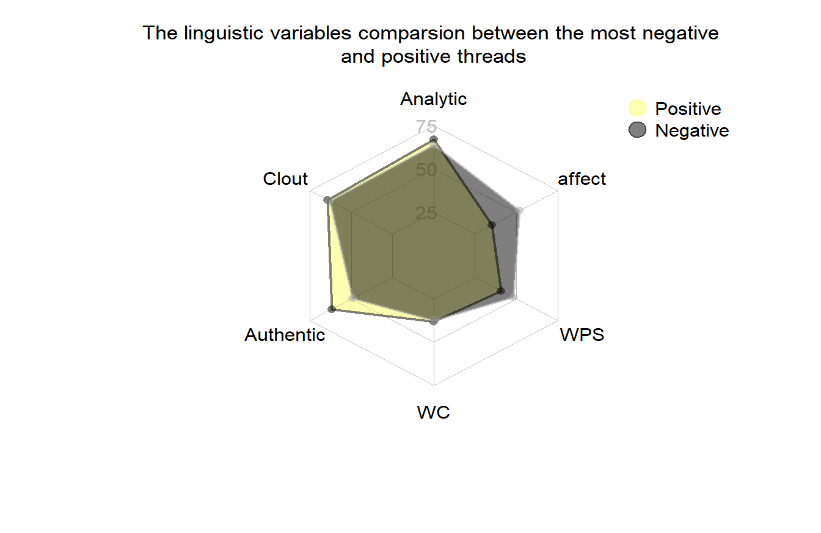 The linguistic variables comparsion between the most negative
and positive threads
Analytic
75
Positive
Negative
50
Clout
affect
25
Authentic
WPS
WC